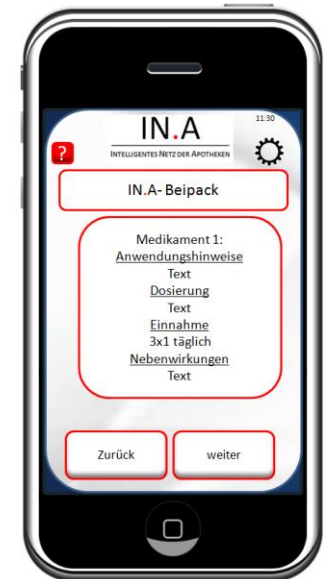 11:30
IN.A
INTELLIGENTES NETZ DER APOTHEKEN
?
IN.A- Beipack
Medikament 1:
Anwendungshinweise
Text
Dosierung
Text
Einnahme
3x1 täglich
Nebenwirkungen
Text
Zurück
weiter